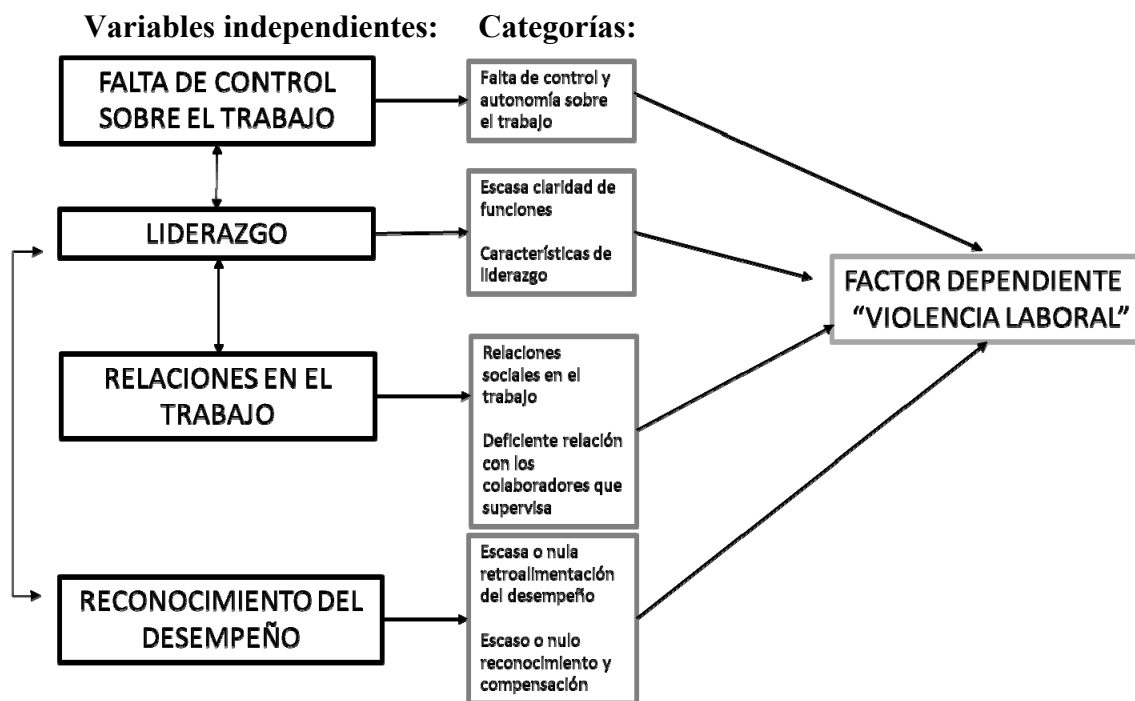 Variables independientes: Categorías:
FALTA DE CONTROL
SOBRE EL TRABAJO
Falta de control y
autonomía sobre
el trabajo
LIDERAZGO
Escasa claridad de
funciones
Características de
liderazgo
RELACIONES EN EL
TRABAJO
Relaciones
sociales en el
trabajo
Deficiente relación
con los
colaboradores que
supervisa
RECONOCIMIENTO DEL
DESEMPEÑO
Escasa o nula
retroalimentación
del desempeño
Escaso o nulo
reconocimiento y
compensación
FACTOR DEPENDIENTE
“VIOLENCIA LABORAL”